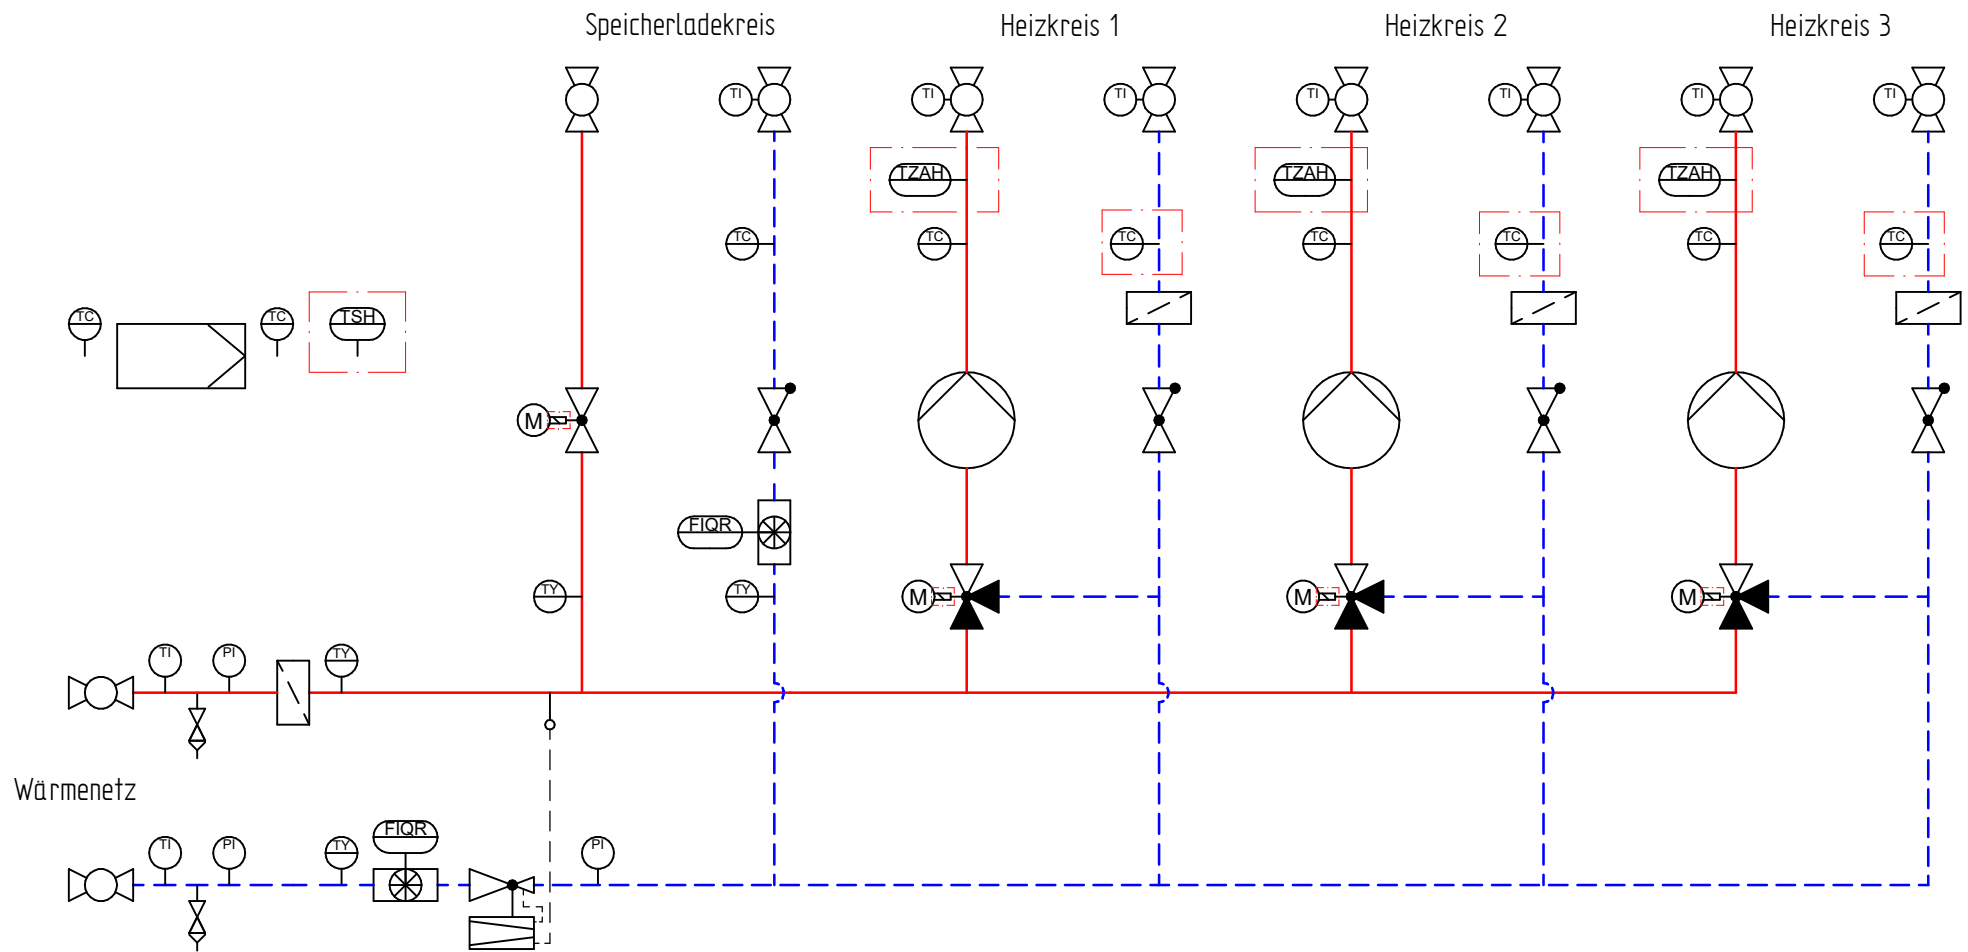 Speicherladekreis Heizkreis 1 Heizkreis 2 Heizkreis 3
TI TI TI TI TI TI TI
TZAH TZAH TZAH
TC TC TC TC TC TC TC
TC TC TSH
M M
FIQR
TY TY M M M
TI PI TY
Wärmenetz
TI PI TY FIQR PI